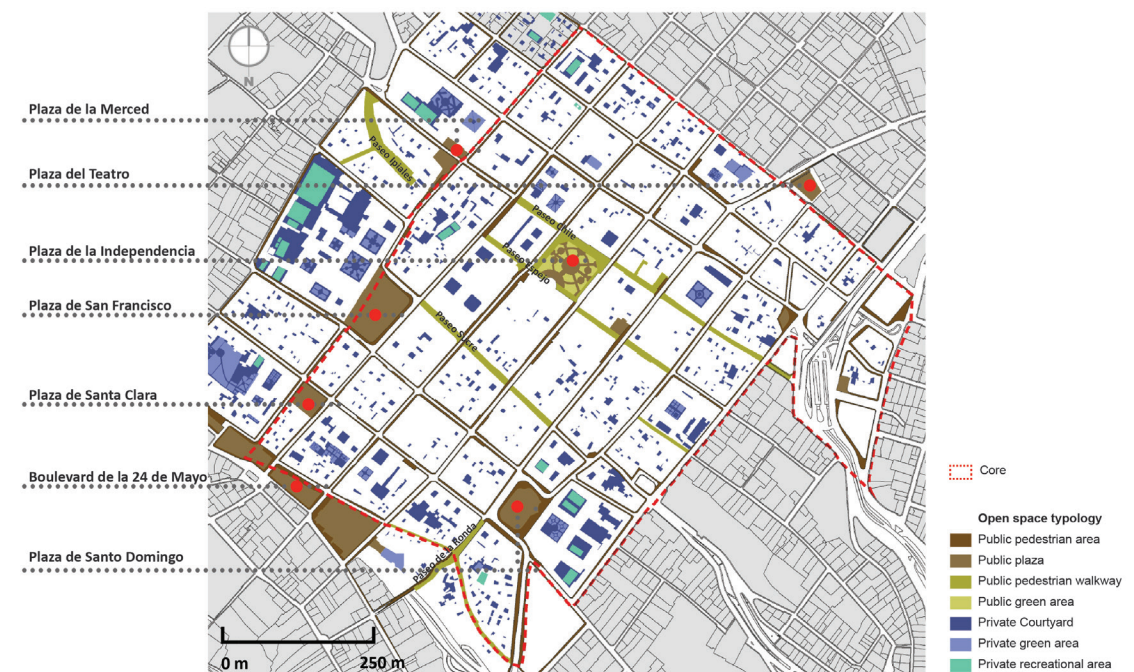 N
Plaza de la Merced
Plaza del Teatro
Plaza de la Independencia
Plaza de San Francisco
Plaza de Santa Clara
Boulevard de la 24 de Mayo
Plaza de Santo Domingo
Paseo Ipiales
Paseo Chile
Paseo Espejo
Paseo Sucre
Paseo de la Ronda
0 m
250 m
Core
Open space typology
Public pedestrian area
Public plaza
Public pedestrian walkway
Public green area
Private Courtyard
Private green area
Private recreational area